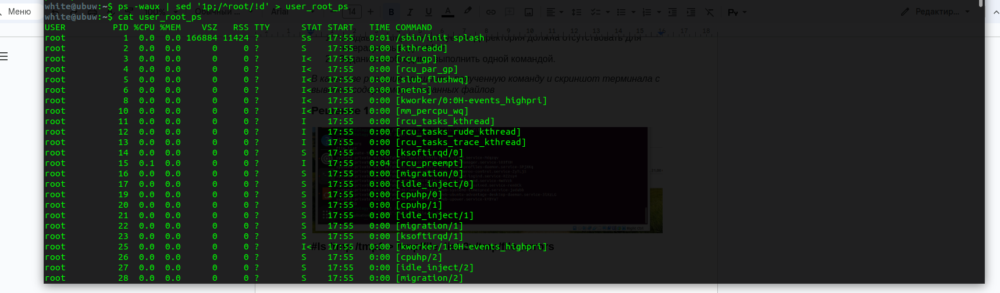 Меню
white@ubuw:~$ ps -waux | sed '1p;/^root/!d' > user_root_ps
white@ubuw:~$ cat user_root_ps
USER PID %CPU %MEM VSZ RSS TTY STAT START TIME COMMAND
root 1 0.0 0.0 166884 11424 ? Ss 17:55 0:01 /sbin/init splash
root 2 0.0 0.0 0 0 ? S 17:55 0:00 [kthreadd]
root 3 0.0 0.0 0 0 ? I< 17:55 0:00 [rcu_gp]
root 4 0.0 0.0 0 0 ? I< 17:55 0:00 [rcu_par_gp]
root 5 0.0 0.0 0 0 ? I< 17:55 0:00 [slub_flushwq]
root 6 0.0 0.0 0 0 ? I< 17:55 0:00 [netns]
root 8 0.0 0.0 0 0 ? I< 17:55 0:00 [kworker/0:0H-events_highpri]
root 10 0.0 0.0 0 0 ? I< 17:55 0:00 [mm_percpu_wq]
root 11 0.0 0.0 0 0 ? I 17:55 0:00 [rcu_tasks_kthread]
root 12 0.0 0.0 0 0 ? I 17:55 0:00 [rcu_tasks_rude_kthread]
root 13 0.0 0.0 0 0 ? I 17:55 0:00 [rcu_tasks_trace_kthread]
root 14 0.0 0.0 0 0 ? S 17:55 0:00 [ksoftirqd/0]
root 15 0.1 0.0 0 0 ? I 17:55 0:04 [rcu_preempt]
root 16 0.0 0.0 0 0 ? S 17:55 0:00 [migration/0]
root 17 0.0 0.0 0 0 ? S 17:55 0:00 [idle_inject/0]
root 19 0.0 0.0 0 0 ? S 17:55 0:00 [cpuhp/0]
root 20 0.0 0.0 0 0 ? S 17:55 0:00 [cpuhp/1]
root 21 0.0 0.0 0 0 ? S 17:55 0:00 [idle_inject/1]
root 22 0.0 0.0 0 0 ? S 17:55 0:00 [migration/1]
root 23 0.0 0.0 0 0 ? S 17:55 0:00 [ksoftirqd/1]
root 25 0.0 0.0 0 0 ? I< 17:55 0:00 [kworker/1:0H-events_highpri]
root 26 0.0 0.0 0 0 ? S 17:55 0:00 [cpuhp/2]
root 27 0.0 0.0 0 0 ? S 17:55 0:00 [idle_inject/2]
root 28 0.0 0.0 0 0 ? S 17:55 0:00 [migration/2]